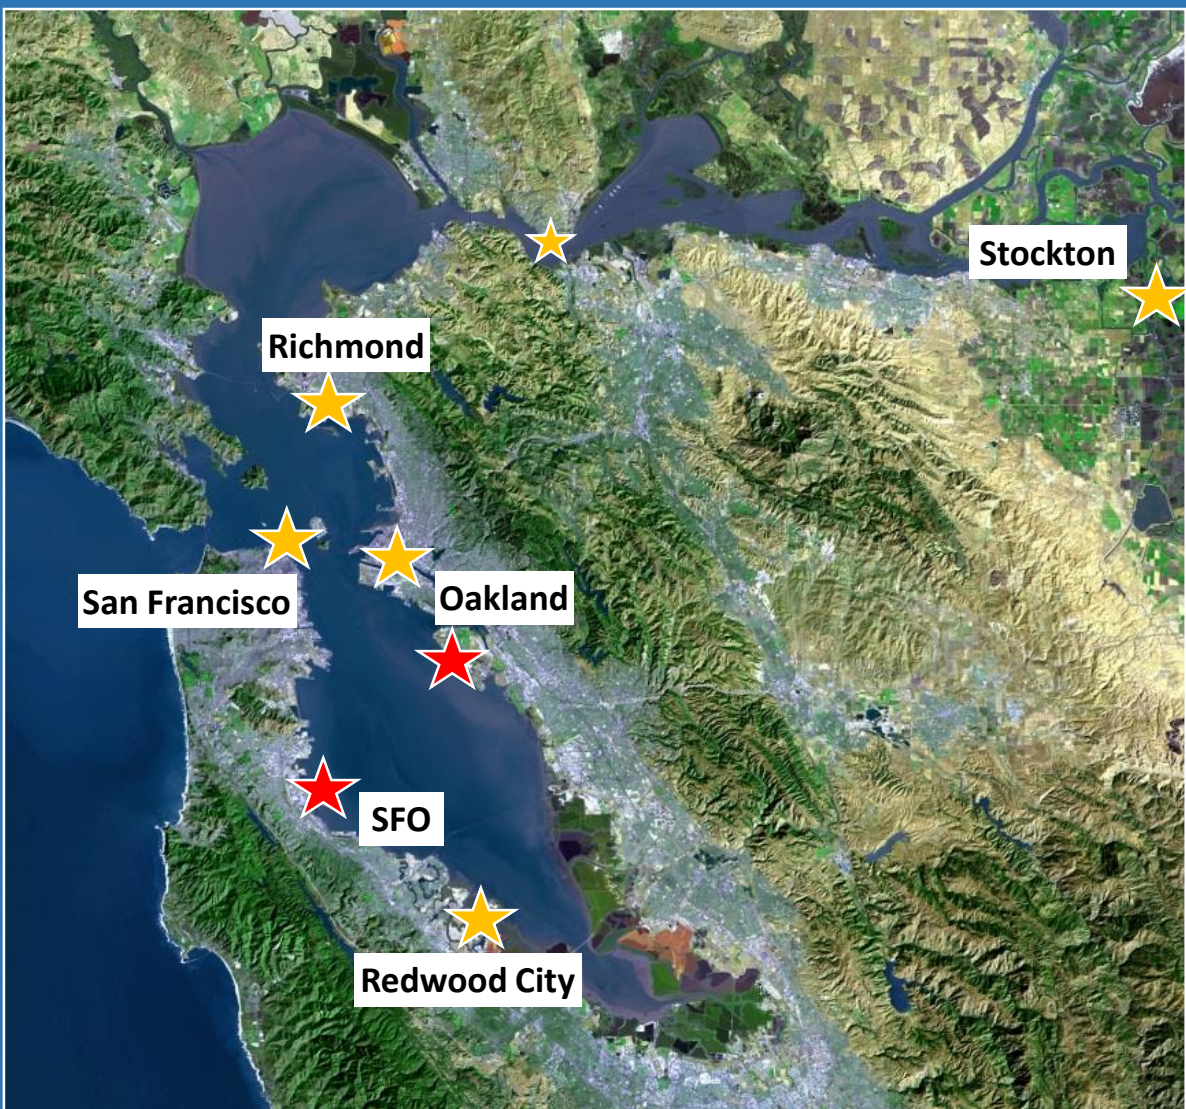 Stockton
Richmond
San Francisco
Oakland
SFO
Redwood City